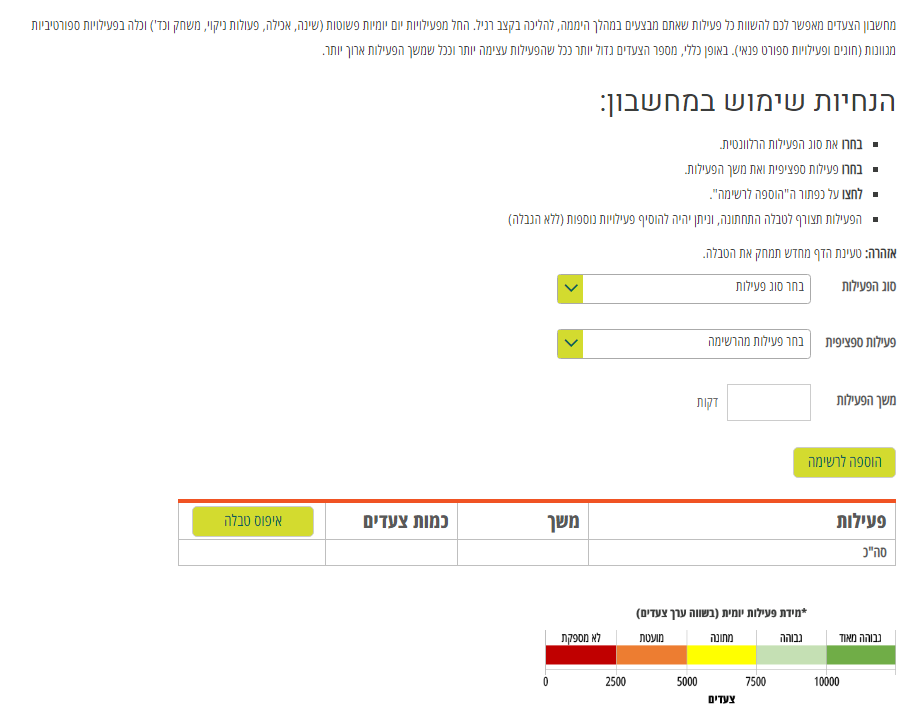 מחשבון הצעדים מאפשר לכם להשוות כל פעילות שאתם מבצעים במהלך היממה, להליכה בקצב רגיל. החל מפעילויות יום יומיות פשוטות (שינה, אכילה, פעולות ניקוי, משחק וכד') וכלה בפעילויות ספורטיביות
מגוונות (חוגים ופעילויות ספורט פנאי). באופן כללי, מספר הצעדים גדול יותר ככל שהפעילות עצימה יותר וככל שמשך הפעילות ארוך יותר.
הנחיות שימוש במחשבון:
▪ בחרו את סוג הפעילות הרלוונטית.
▪ בחרו פעילות ספציפית ואת משך הפעילות.
▪ לחצו על כפתור ה"הוספה לרשימה".
▪ הפעילות תצורף לטבלה התחתונה, וניתן יהיה להוסיף פעילויות נוספות (ללא הגבלה)
אזהרה: טעינת הדף מחדש תמחק את הטבלה.
סוג הפעילות בחר סוג פעילות
פעילות ספציפית בחר פעילות מהרשימה
משך הפעילות דקות
הוספה לרשימה
פעילות משך כמות צעדים איפוס טבלה
סה"כ
*מידת פעילות יומית (בשווה ערך צעדים)
גבוהה מאוד גבוהה מתונה מועטת לא מספקת
0 2500 5000 7500 10000
צעדים